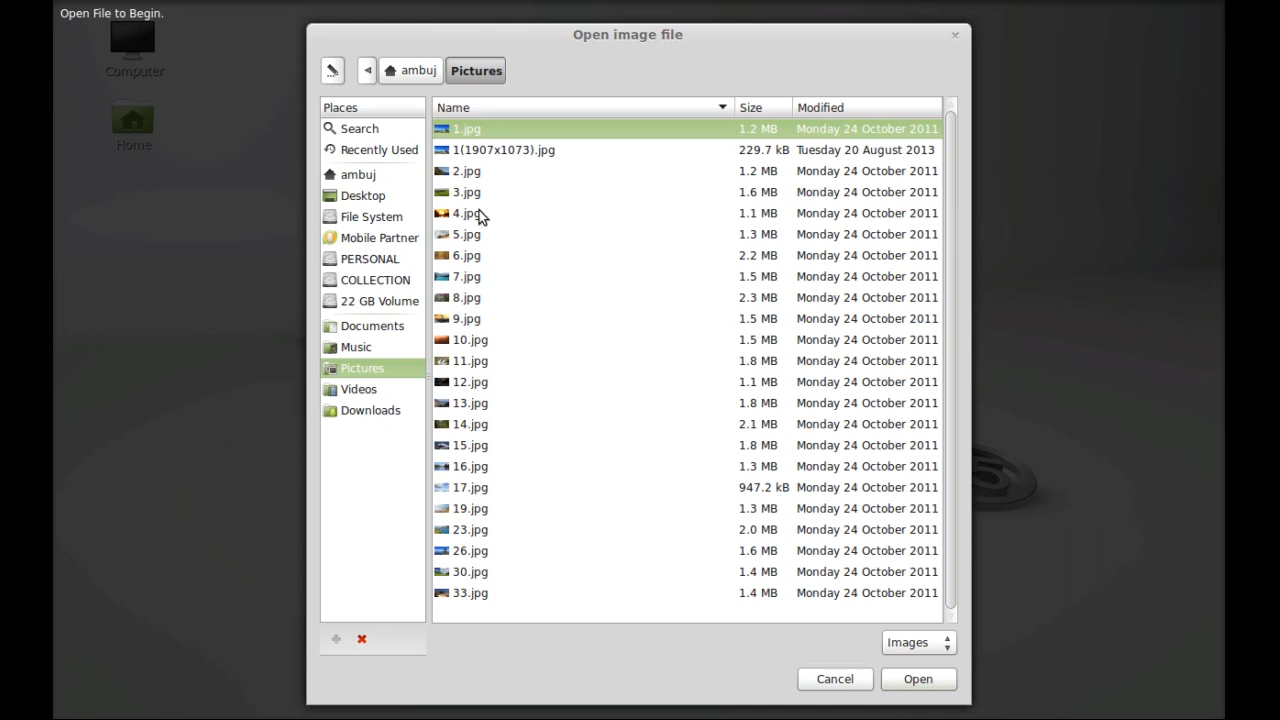 Open File to Begin.
Computer
Home
Open image file
ambuj
Pictures
Places
Search
Recently Used
ambuj
Desktop
File System
Mobile Partner
PERSONAL
COLLECTION
22 GB Volume
Documents
Music
Pictures
Videos
Downloads
Name Size Modified
1.jpg 1.2 MB Monday 24 October 2011
1(1907x1073).jpg 229.7 kB Tuesday 20 August 2013
2.jpg 1.2 MB Monday 24 October 2011
3.jpg 1.6 MB Monday 24 October 2011
4.jpg 1.1 MB Monday 24 October 2011
5.jpg 1.3 MB Monday 24 October 2011
6.jpg 2.2 MB Monday 24 October 2011
7.jpg 1.5 MB Monday 24 October 2011
8.jpg 2.3 MB Monday 24 October 2011
9.jpg 1.5 MB Monday 24 October 2011
10.jpg 1.5 MB Monday 24 October 2011
11.jpg 1.8 MB Monday 24 October 2011
12.jpg 1.1 MB Monday 24 October 2011
13.jpg 1.8 MB Monday 24 October 2011
14.jpg 2.1 MB Monday 24 October 2011
15.jpg 1.8 MB Monday 24 October 2011
16.jpg 1.3 MB Monday 24 October 2011
17.jpg 947.2 kB Monday 24 October 2011
19.jpg 1.3 MB Monday 24 October 2011
23.jpg 2.0 MB Monday 24 October 2011
26.jpg 1.6 MB Monday 24 October 2011
30.jpg 1.4 MB Monday 24 October 2011
33.jpg 1.4 MB Monday 24 October 2011
Images
Cancel
Open